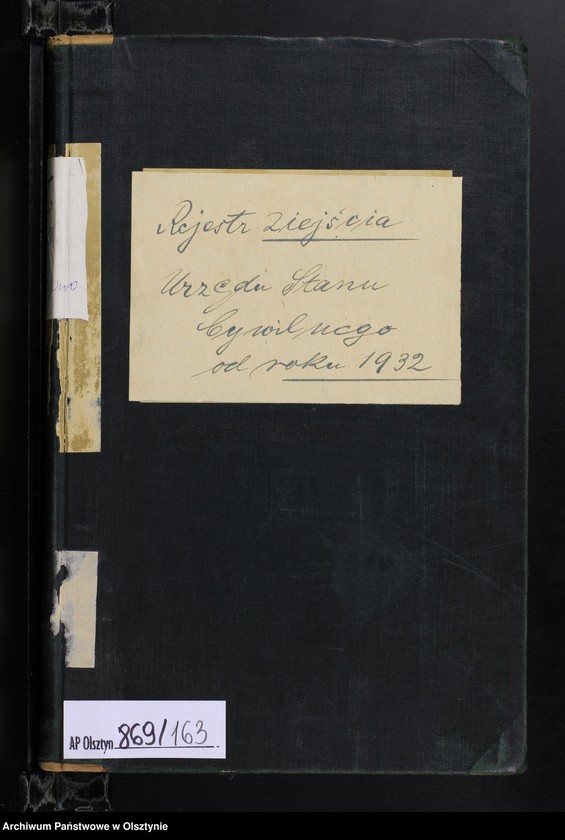 Rejestr ziejścia
Urzędu Stanu
Cywilnego
od roku 1932
AP Olsztyn 869/163
Archiwum Państwowe w Olsztynie